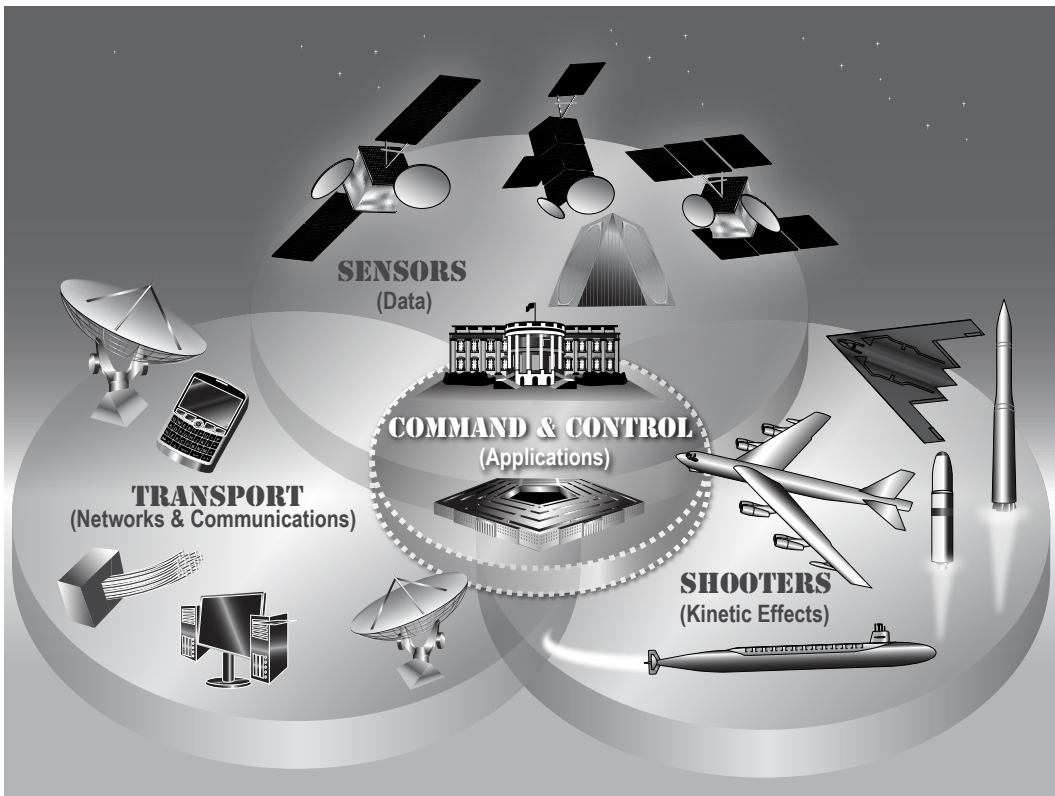 SENSORS
(Data)
COMMAND & CONTROL
(Applications)
TRANSPORT
(Networks & Communications)
SHOOTERS
(Kinetic Effects)